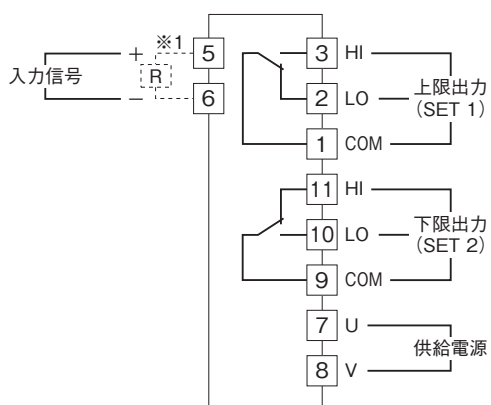 ※1
入力信号
+
R
−
5
6
3 HI
2 LO
1 COM
上限出力
(SET 1)
11 HI
10 LO
9 COM
下限出力
(SET 2)
7 U
8 V
供給電源